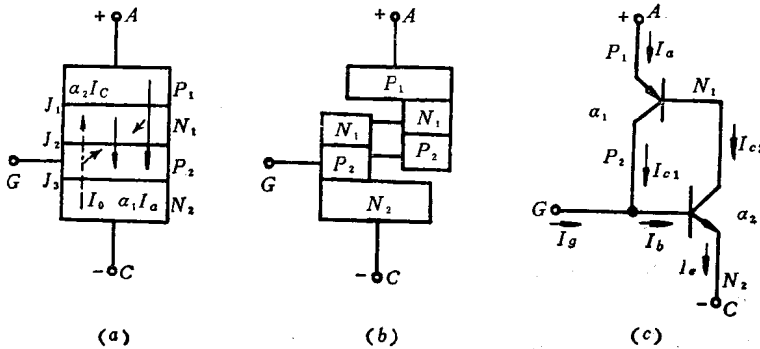 + A
α₂I_C
P₁
J₁
N₁
J₂
P₂
G
J₃
I₀
α₁I_a
N₂
- C
(a)
+ A
P₁
N₁
N₁
P₂
P₂
G
N₂
- C
(b)
+ A
P₁
I_a
N₁
α₁
P₂
I_c1
I_c2
G
α₂
I_g
I_b
I_e
N₂
- C
(c)